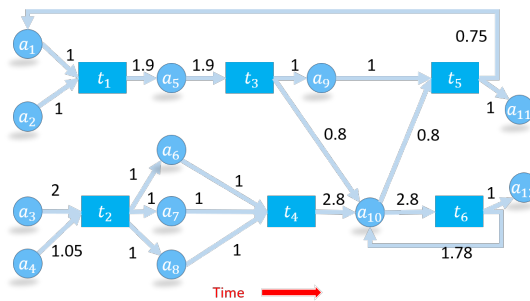 0.75
a1 1 1.9 1.9 1 1
t1 a5 t3 a9 t5
1 1
a2 a11
0.8 0.8
a6
1 1
2 1 1 2.8 2.8 1
a3 t2 a7 t4 a10 t6
1.05 1 1 1.78
a4 a8
Time